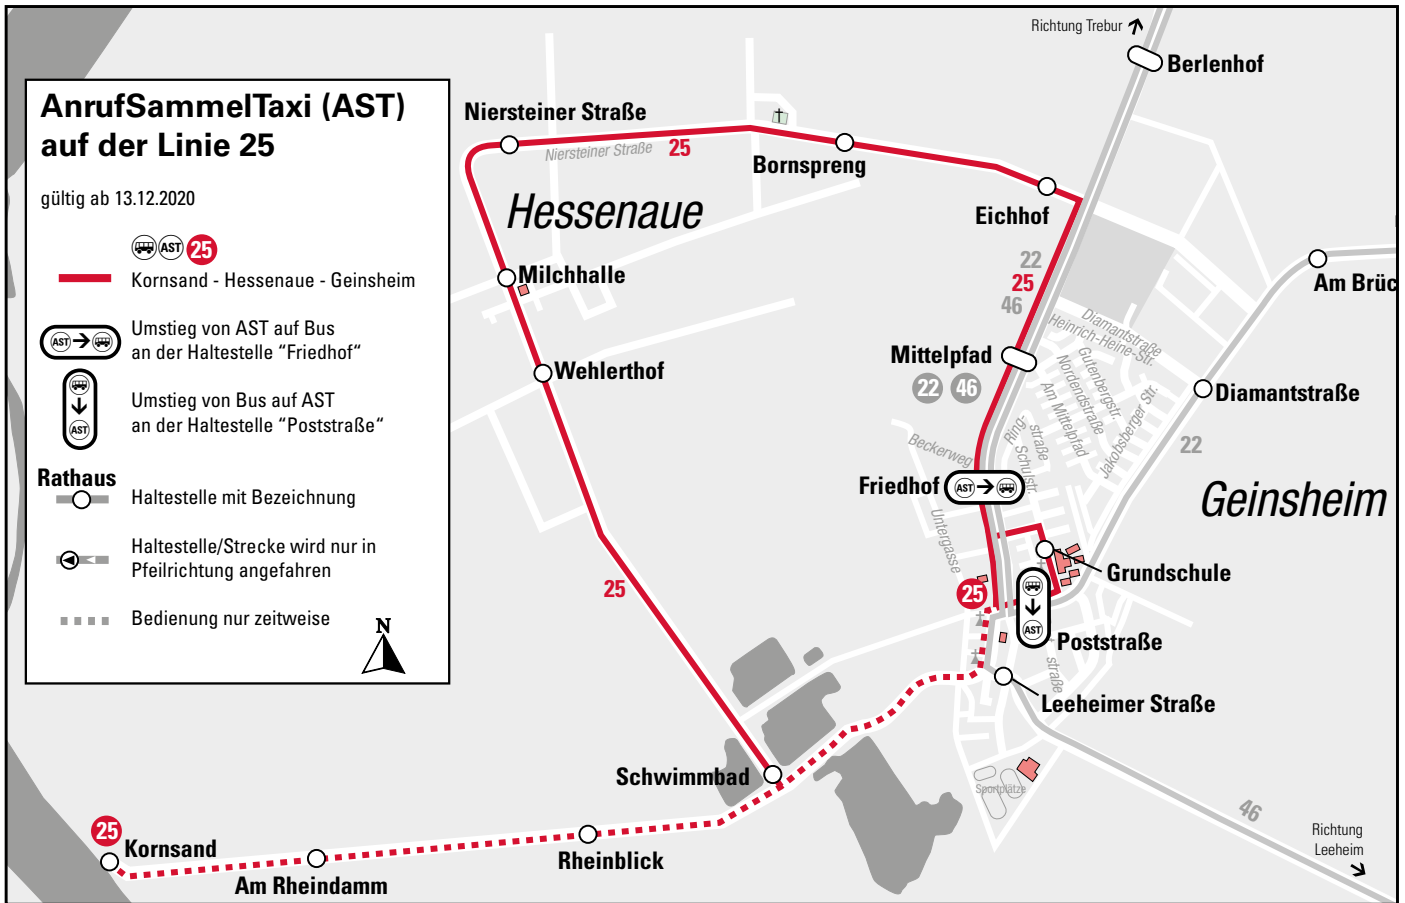 AnrufSammelTaxi (AST)
auf der Linie 25
gültig ab 13.12.2020
AST 25
Kornsand - Hessenaue - Geinsheim
AST
Umstieg von AST auf Bus
an der Haltestelle “Friedhof“
AST
Umstieg von Bus auf AST
an der Haltestelle “Poststraße“
Rathaus
Haltestelle mit Bezeichnung
Haltestelle/Strecke wird nur in
Pfeilrichtung angefahren
Bedienung nur zeitweise
N
Richtung Trebur
Berlenhof
Niersteiner Straße
Niersteiner Straße
25
Bornspreng
Hessenaue
Eichhof
22
25
46
Am Brüc
Milchhalle
Wehlerthof
Mittelpfad
22 46
Diamantstraße
Heinrich-Heine-Str.
Gutenbergstr.
Nordendstraße
Am Mittelpfad
Jakobsberger Str.
Diamantstraße
22
Ring-
straße
Schulstr.
Beckerweg
Friedhof
AST
Geinsheim
Untergasse
Grundschule
25
25
AST
Poststraße
straße
Leeheimer Straße
Schwimmbad
Sportplätze
46
Richtung
Leeheim
25
Kornsand
Am Rheindamm
Rheinblick